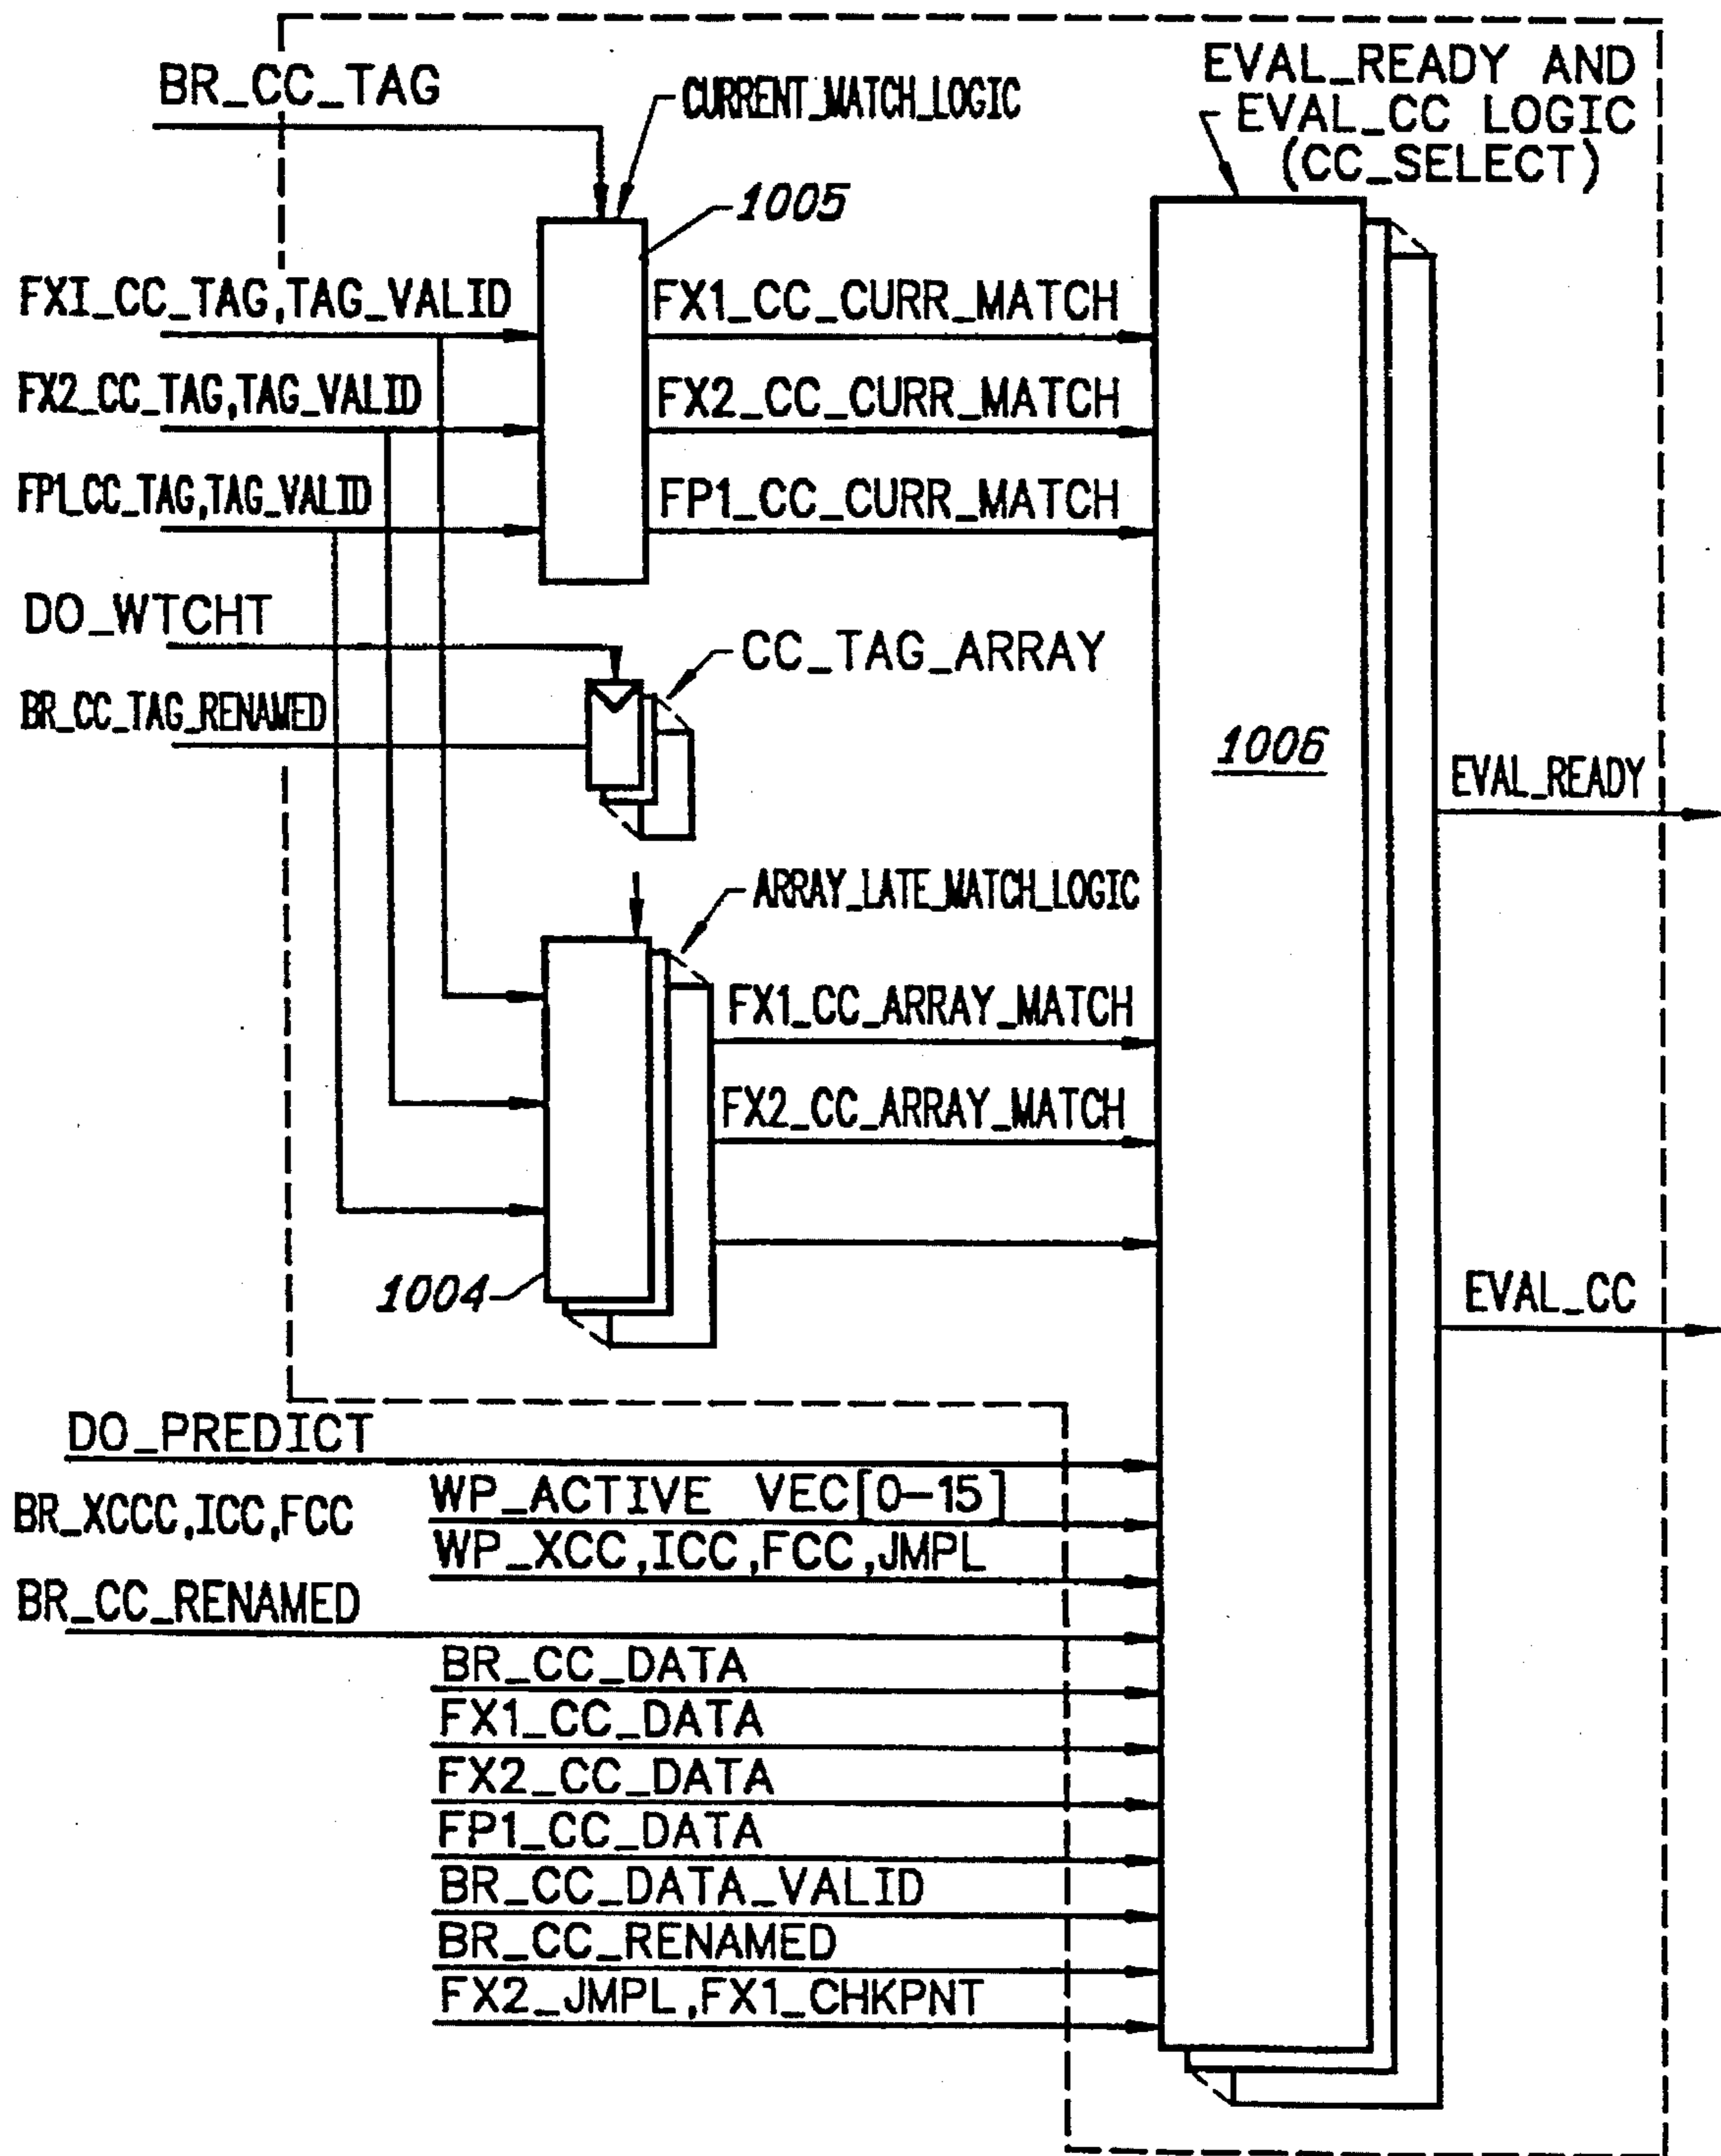 BR_CC_TAG
CURRENT_MATCH_LOGIC
EVAL_READY AND
EVAL_CC LOGIC
(CC_SELECT)
1005
FXI_CC_TAG,TAG_VALID
FX1_CC_CURR_MATCH
FX2_CC_TAG,TAG_VALID
FX2_CC_CURR_MATCH
FP1_CC_TAG,TAG_VALID
FP1_CC_CURR_MATCH
DO_WTCHT
CC_TAG_ARRAY
BR_CC_TAG_RENAMED
1006
EVAL_READY
ARRAY_LATE_MATCH_LOGIC
FX1_CC_ARRAY_MATCH
FX2_CC_ARRAY_MATCH
1004
EVAL_CC
DO_PREDICT
WP_ACTIVE VEC[0-15]
BR_XCCC,ICC,FCC
WP_XCC,ICC,FCC,JMPL
BR_CC_RENAMED
BR_CC_DATA
FX1_CC_DATA
FX2_CC_DATA
FP1_CC_DATA
BR_CC_DATA_VALID
BR_CC_RENAMED
FX2_JMPL,FX1_CHKPNT